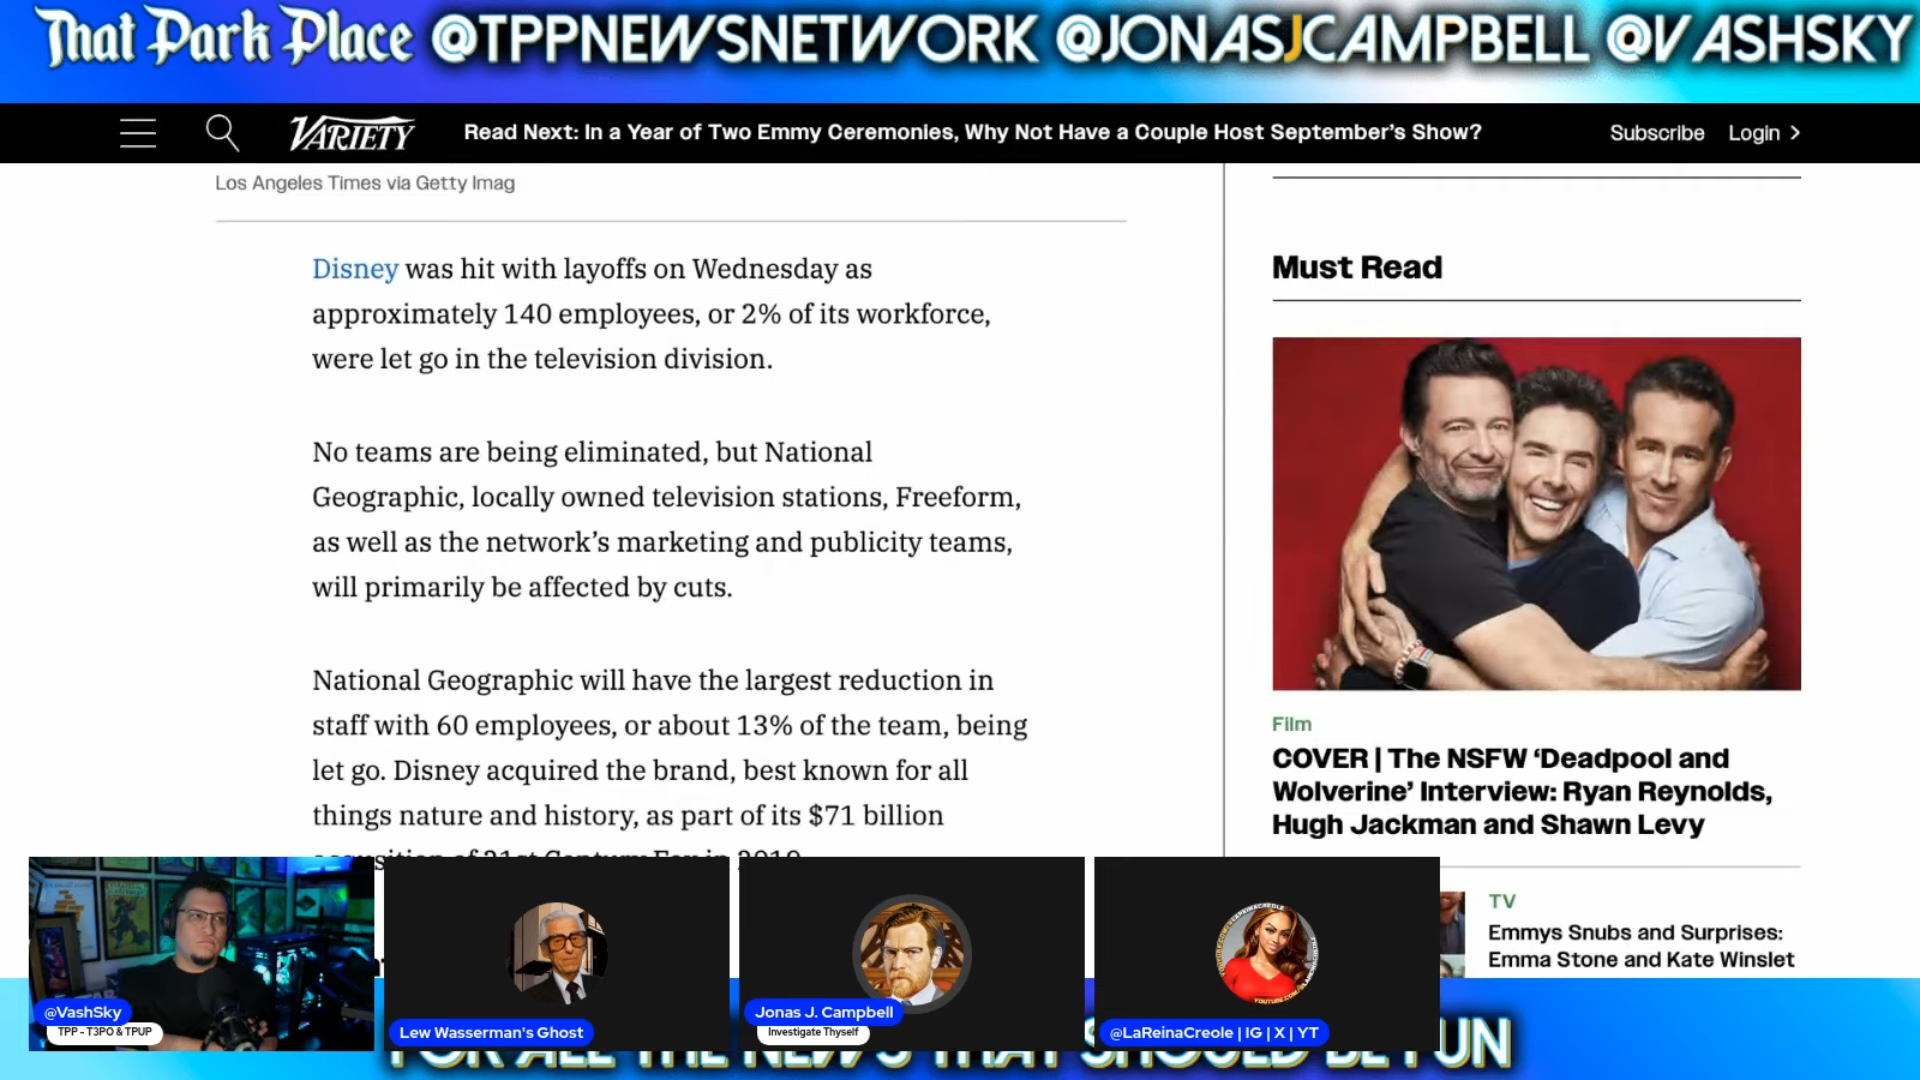 That Park Place @TPPNEWSNETWORK @JONASJCAMPBELL @VASHSKY
VARIETY
Read Next: In a Year of Two Emmy Ceremonies, Why Not Have a Couple Host September's Show?
Subscribe
Login
Los Angeles Times via Getty Imag
Disney was hit with layoffs on Wednesday as
approximately 140 employees, or 2% of its workforce,
were let go in the television division.
No teams are being eliminated, but National
Geographic, locally owned television stations, Freeform,
as well as the network's marketing and publicity teams,
will primarily be affected by cuts.
National Geographic will have the largest reduction in
staff with 60 employees, or about 13% of the team, being
let go. Disney acquired the brand, best known for all
things nature and history, as part of its $71 billion
acquisition of 21st Century Fox in 2019.
Must Read
Film
COVER | The NSFW 'Deadpool and
Wolverine' Interview: Ryan Reynolds,
Hugh Jackman and Shawn Levy
TV
Emmys Snubs and Surprises:
Emma Stone and Kate Winslet
@VashSky
TPP - T3PO & TPUP
Lew Wasserman's Ghost
Jonas J. Campbell
Investigate Thyself
@LaReinaCreole | IG | X | YT
FOR ALL THE NEWS THAT SHOULD BE FUN